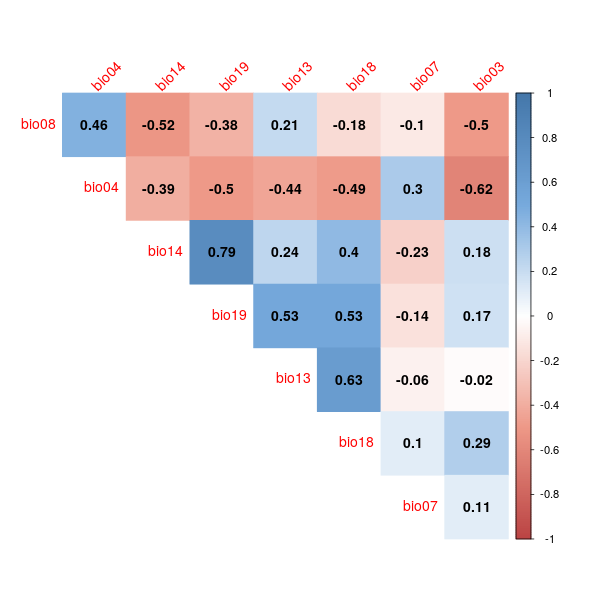 bio04 bio14 bio19 bio13 bio18 bio07 bio03
bio08 0.46 -0.52 -0.38 0.21 -0.18 -0.1 -0.5
bio04 -0.39 -0.5 -0.44 -0.49 0.3 -0.62
bio14 0.79 0.24 0.4 -0.23 0.18
bio19 0.53 0.53 -0.14 0.17
bio13 0.63 -0.06 -0.02
bio18 0.1 0.29
bio07 0.11
1
0.8
0.6
0.4
0.2
0
-0.2
-0.4
-0.6
-0.8
-1